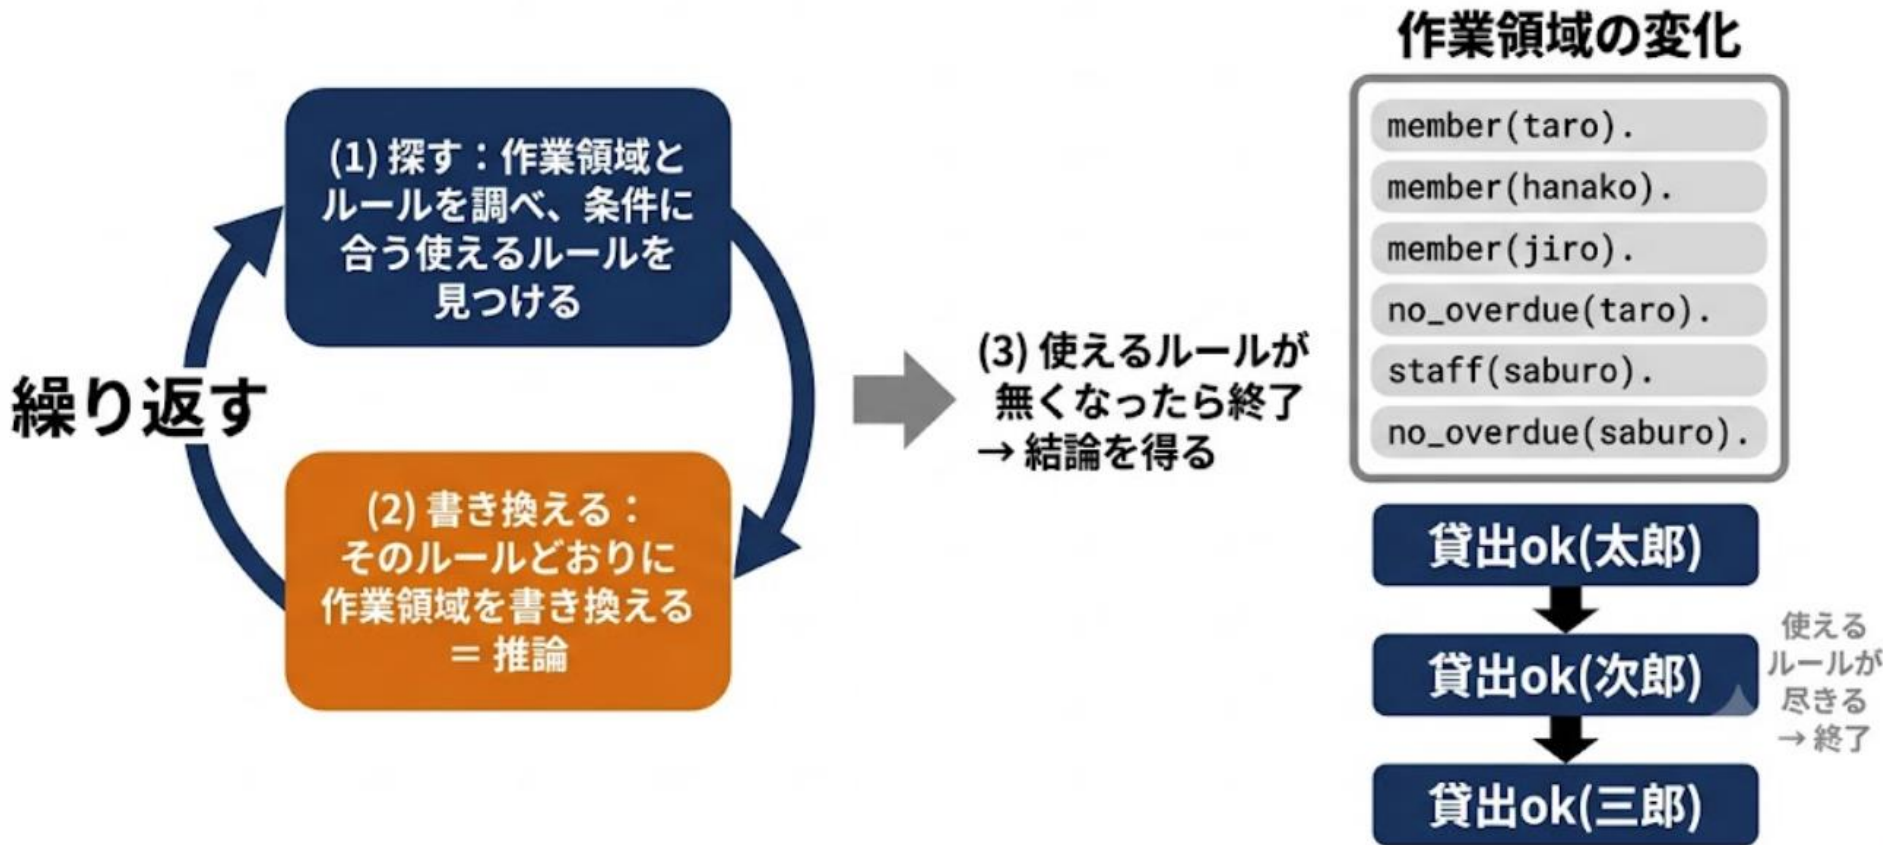 (1) 探す：作業領域と
ルールを調べ、条件に
合う使えるルールを
見つける
繰り返す
(2) 書き換える：
そのルールどおりに
作業領域を書き換える
＝ 推論
(3) 使えるルールが
無くなったら終了
→ 結論を得る
作業領域の変化
member(taro).
member(hanako).
member(jiro).
no_overdue(taro).
staff(saburo).
no_overdue(saburo).
貸出ok(太郎)
貸出ok(次郎)
貸出ok(三郎)
使える
ルールが
尽きる
→ 終了